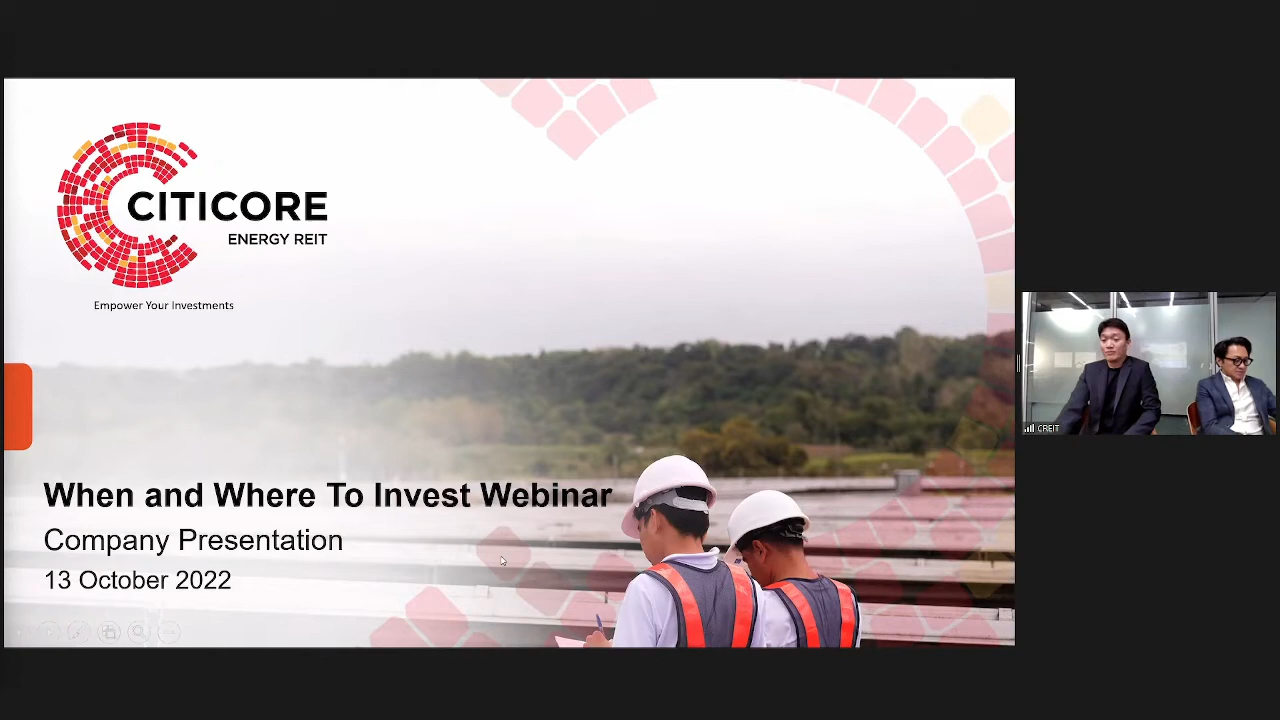 CITICORE
ENERGY REIT
Empower Your Investments
When and Where To Invest Webinar
Company Presentation
13 October 2022
CREIT